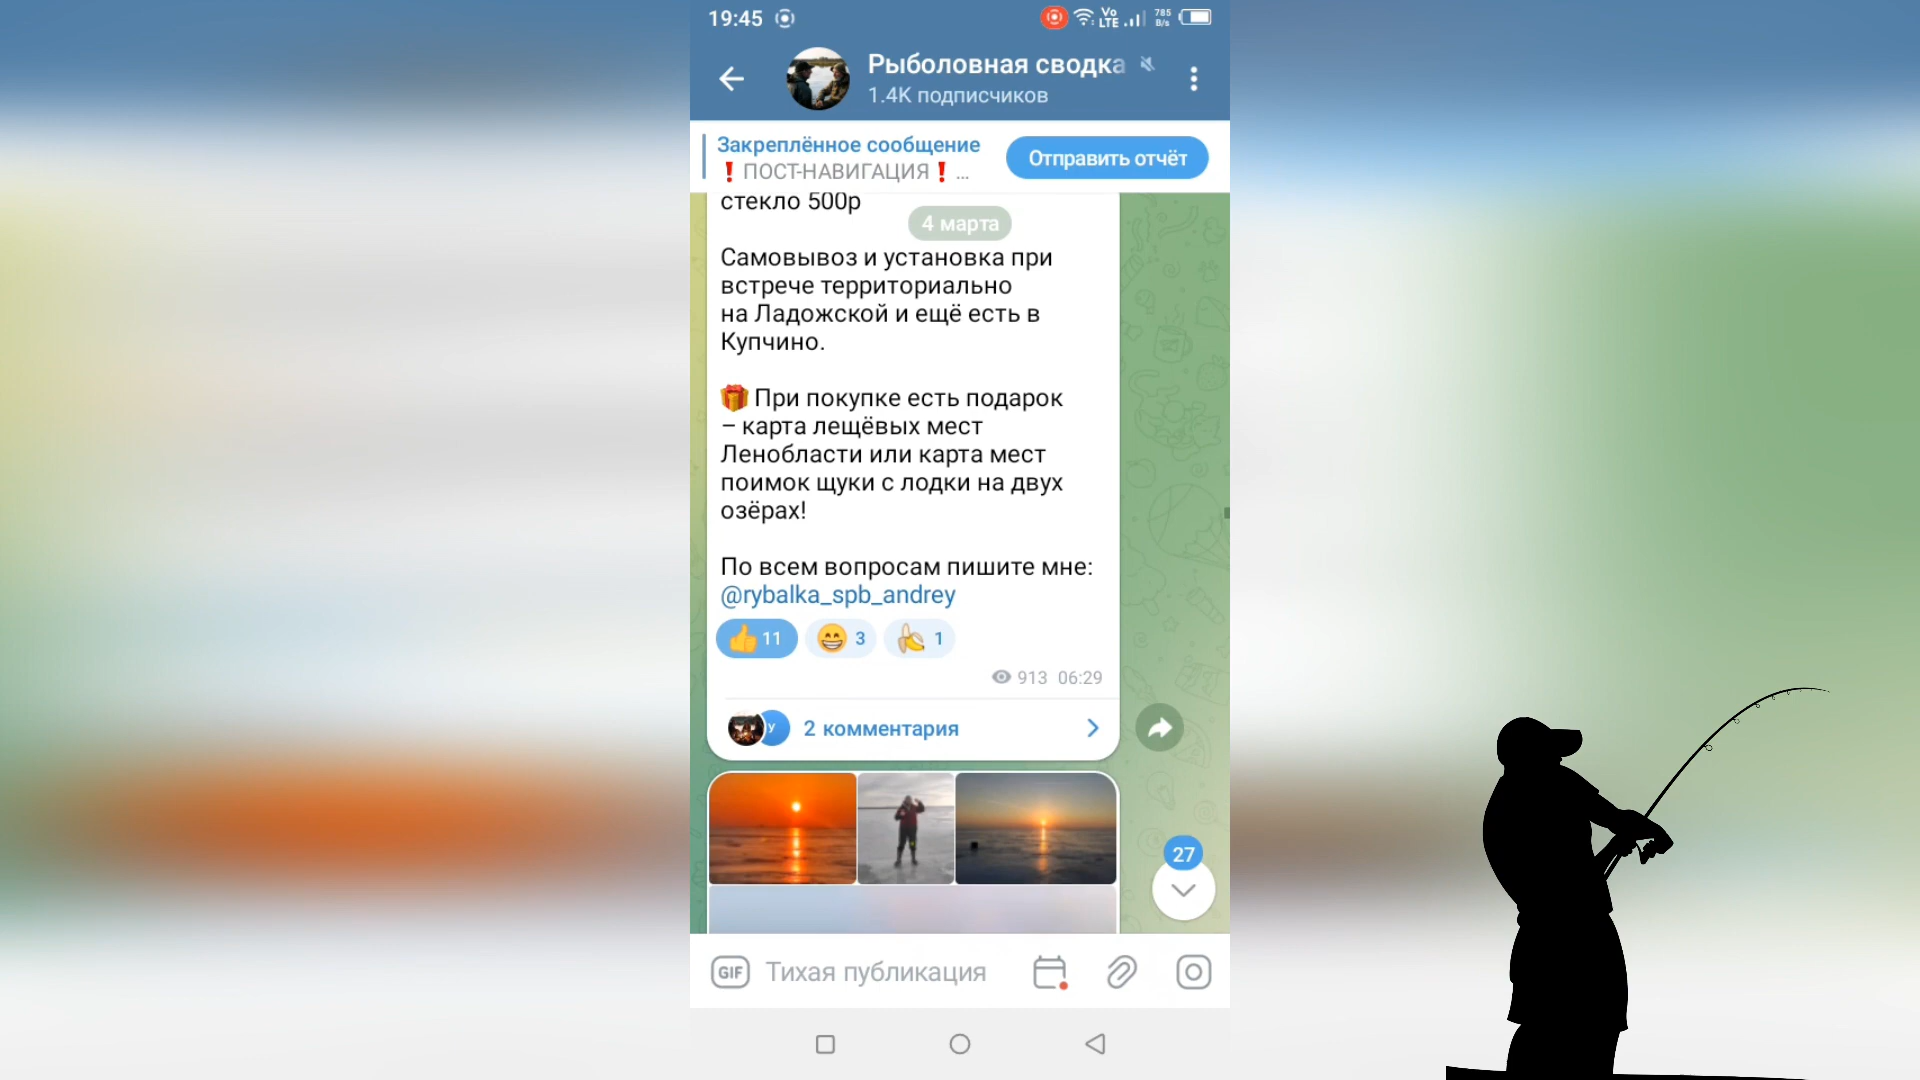 19:45
Vo
LTE
785
B/s
Рыболовная сводка
1.4K подписчиков
Закреплённое сообщение
❗ПОСТ-НАВИГАЦИЯ❗...
Отправить отчёт
стекло 500р
4 марта
Самовывоз и установка при
встрече территориально
на Ладожской и ещё есть в
Купчино.
🎁 При покупке есть подарок
– карта лещёвых мест
Ленобласти или карта мест
поимок щуки с лодки на двух
озёрах!
По всем вопросам пишите мне:
@rybalka_spb_andrey
👍 11 😁 3 🍌 1
913 06:29
У
2 комментария
27
GIF
Тихая публикация